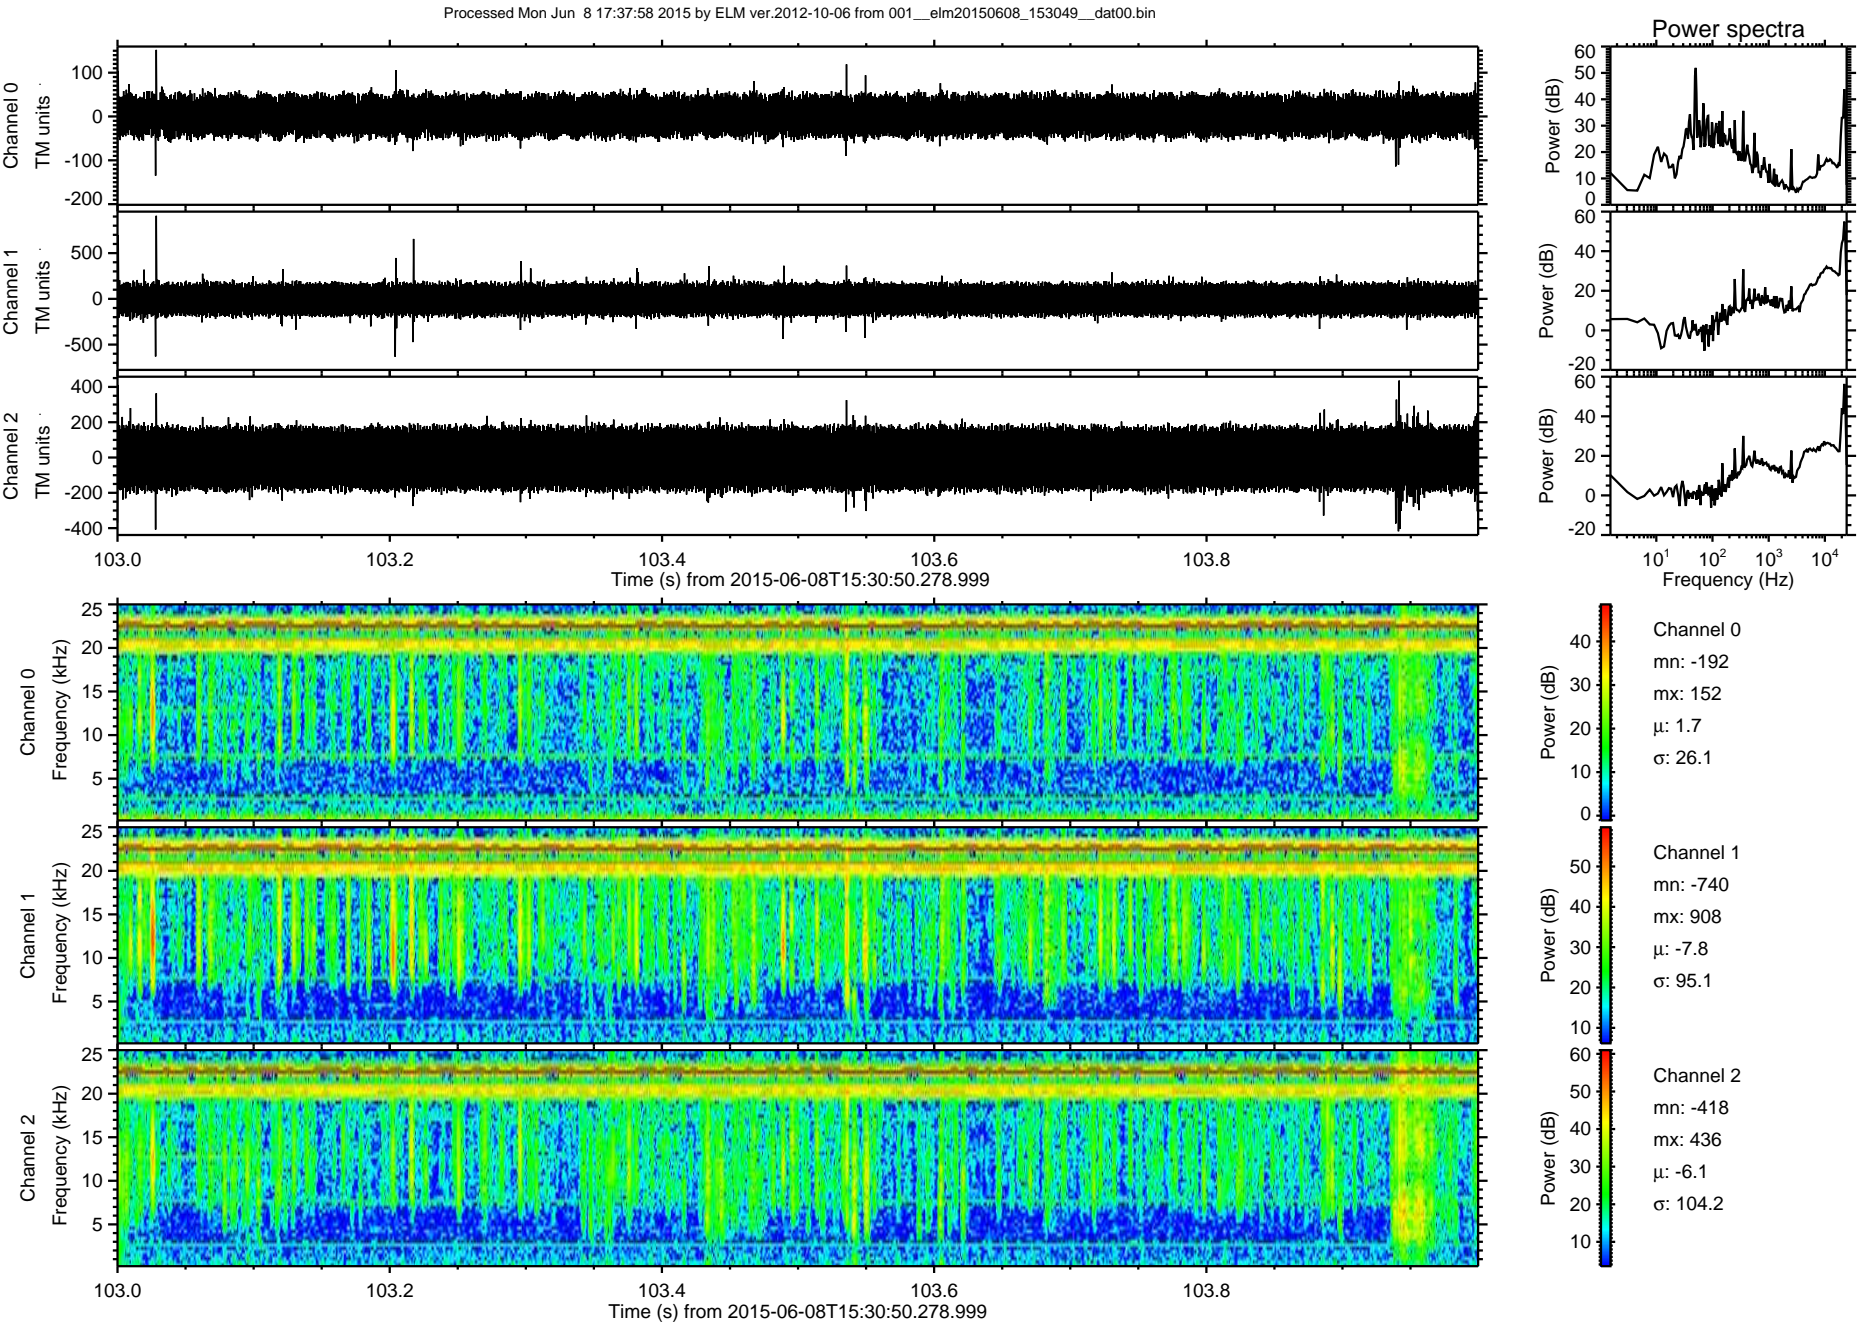 Processed Mon Jun  8 17:37:58 2015 by ELM ver.2012-10-06 from 001__elm20150608_153049__dat00.bin
Power spectra
Channel 0
TM units
100
0
-100
-200
Power (dB)
60
50
40
30
20
10
0
Channel 1
TM units
500
0
-500
Power (dB)
60
40
20
0
-20
Channel 2
TM units
400
200
0
-200
-400
Power (dB)
60
40
20
0
-20
103.0
103.2
103.4
103.6
103.8
Time (s) from 2015-06-08T15:30:50.278.999
10¹
10²
10³
10⁴
Frequency (Hz)
Channel 0
Frequency (kHz)
25
20
15
10
5
Power (dB)
40
30
20
10
0
Channel 0
mn: -192
mx: 152
μ: 1.7
σ: 26.1
Channel 1
Frequency (kHz)
25
20
15
10
5
Power (dB)
50
40
30
20
10
Channel 1
mn: -740
mx: 908
μ: -7.8
σ: 95.1
Channel 2
Frequency (kHz)
25
20
15
10
5
Power (dB)
60
50
40
30
20
10
Channel 2
mn: -418
mx: 436
μ: -6.1
σ: 104.2
103.0
103.2
103.4
103.6
103.8
Time (s) from 2015-06-08T15:30:50.278.999